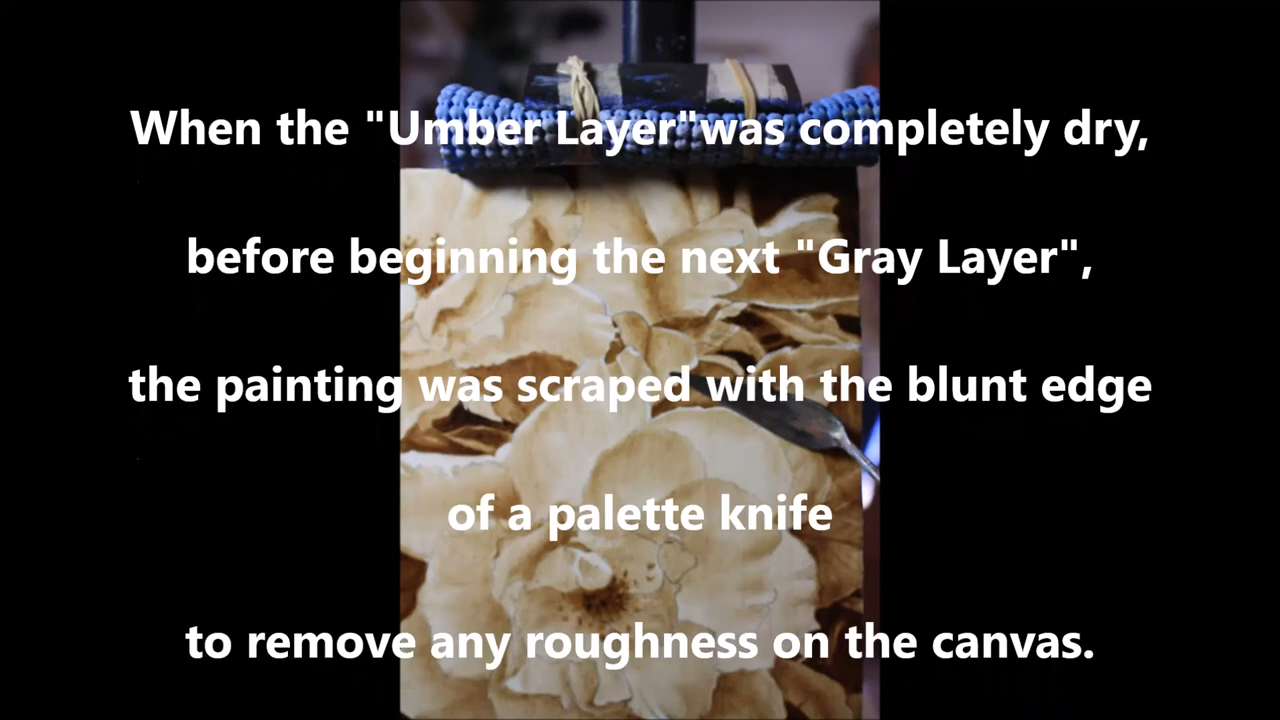 When the "Umber Layer"was completely dry,
before beginning the next "Gray Layer",
the painting was scraped with the blunt edge
of a palette knife
to remove any roughness on the canvas.